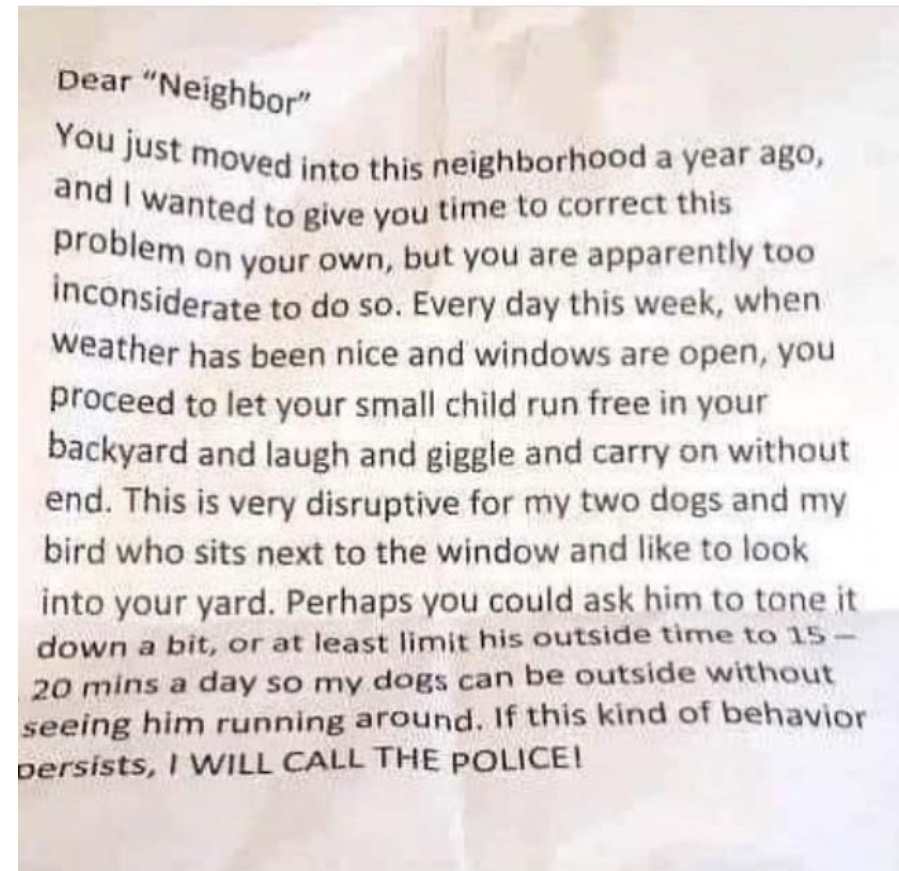 Dear “Neighbor”
You just moved into this neighborhood a year ago,
and I wanted to give you time to correct this
problem on your own, but you are apparently too
inconsiderate to do so. Every day this week, when
weather has been nice and windows are open, you
proceed to let your small child run free in your
backyard and laugh and giggle and carry on without
end. This is very disruptive for my two dogs and my
bird who sits next to the window and like to look
into your yard. Perhaps you could ask him to tone it
down a bit, or at least limit his outside time to 15 –
20 mins a day so my dogs can be outside without
seeing him running around. If this kind of behavior
persists, I WILL CALL THE POLICE!